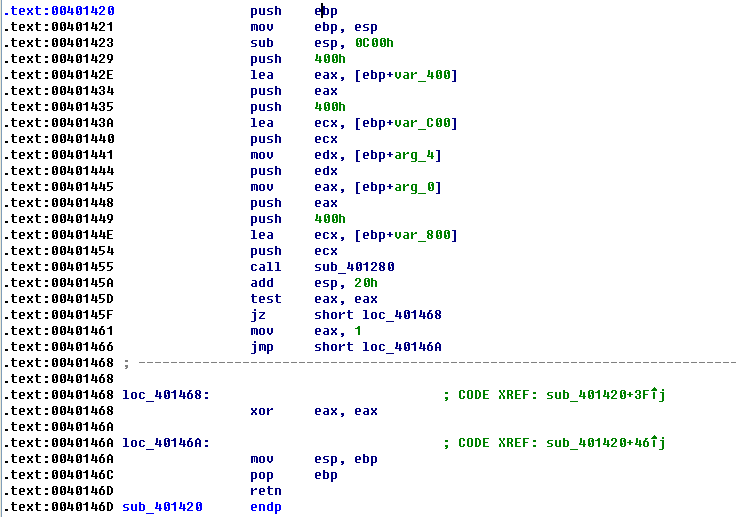 .text:00401420 push ebp
.text:00401421 mov ebp, esp
.text:00401423 sub esp, 0C00h
.text:00401429 push 400h
.text:0040142E lea eax, [ebp+var_400]
.text:00401434 push eax
.text:00401435 push 400h
.text:0040143A lea ecx, [ebp+var_C00]
.text:00401440 push ecx
.text:00401441 mov edx, [ebp+arg_4]
.text:00401444 push edx
.text:00401445 mov eax, [ebp+arg_0]
.text:00401448 push eax
.text:00401449 push 400h
.text:0040144E lea ecx, [ebp+var_800]
.text:00401454 push ecx
.text:00401455 call sub_401280
.text:0040145A add esp, 20h
.text:0040145D test eax, eax
.text:0040145F jz short loc_401468
.text:00401461 mov eax, 1
.text:00401466 jmp short loc_40146A
.text:00401468 ; ---------------------------------------------------------------------------
.text:00401468
.text:00401468 loc_401468: ; CODE XREF: sub_401420+3F↑j
.text:00401468 xor eax, eax
.text:0040146A
.text:0040146A loc_40146A: ; CODE XREF: sub_401420+46↑j
.text:0040146A mov esp, ebp
.text:0040146C pop ebp
.text:0040146D retn
.text:0040146D sub_401420 endp